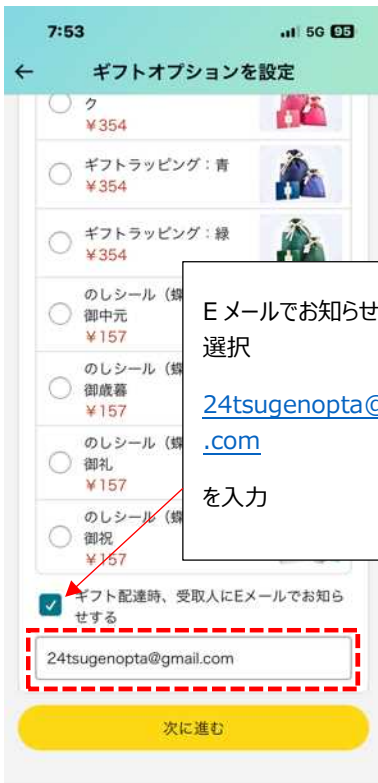 7:53
5G 95
← ギフトオプションを設定
ク
¥354
ギフトラッピング：青
¥354
ギフトラッピング：緑
¥354
のしシール（蝶
御中元
¥157
のしシール（蝶
御歳暮
¥157
のしシール（蝶
御礼
¥157
のしシール（蝶
御祝
¥157
Eメールでお知らせ
選択
24tsugenopta@
.com
を入力
ギフト配達時、受取人にEメールでお知ら
せする
24tsugenopta@gmail.com
次に進む